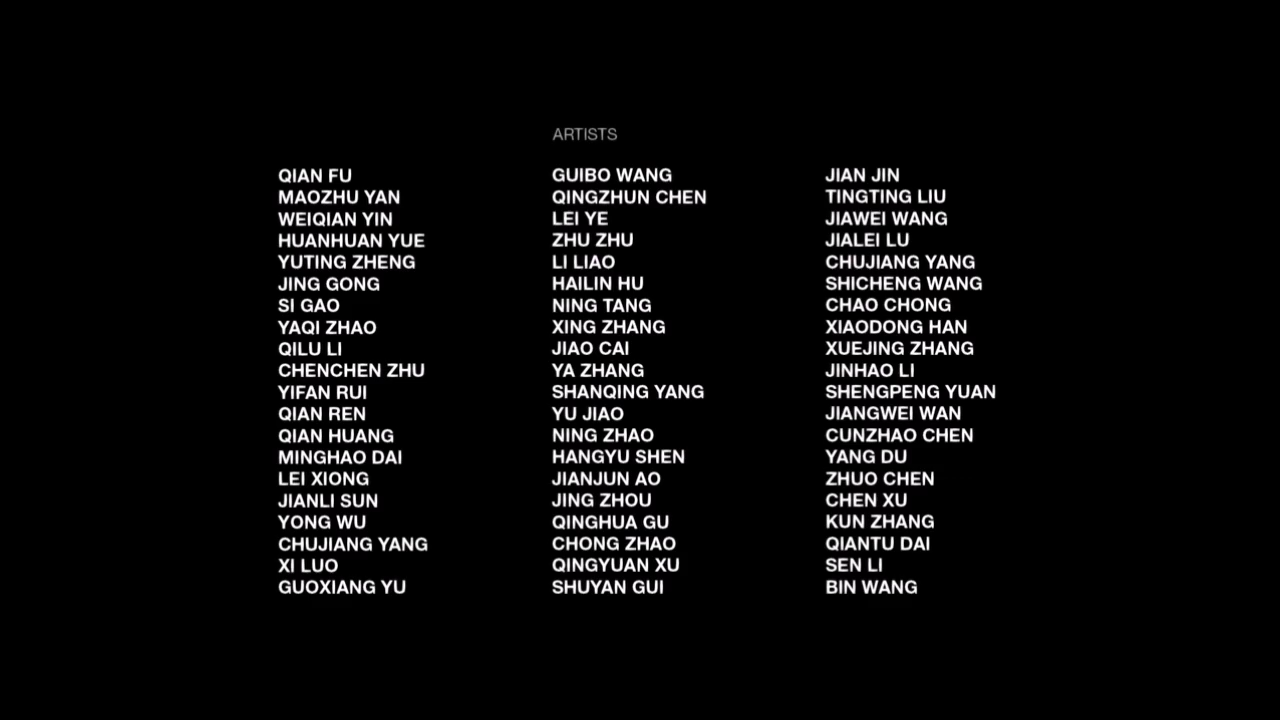 ARTISTS
QIAN FU
MAOZHU YAN
WEIQIAN YIN
HUANHUAN YUE
YUTING ZHENG
JING GONG
SI GAO
YAQI ZHAO
QILU LI
CHENCHEN ZHU
YIFAN RUI
QIAN REN
QIAN HUANG
MINGHAO DAI
LEI XIONG
JIANLI SUN
YONG WU
CHUJIANG YANG
XI LUO
GUOXIANG YU
GUIBO WANG
QINGZHUN CHEN
LEI YE
ZHU ZHU
LI LIAO
HAILIN HU
NING TANG
XING ZHANG
JIAO CAI
YA ZHANG
SHANQING YANG
YU JIAO
NING ZHAO
HANGYU SHEN
JIANJUN AO
JING ZHOU
QINGHUA GU
CHONG ZHAO
QINGYUAN XU
SHUYAN GUI
JIAN JIN
TINGTING LIU
JIAWEI WANG
JIALEI LU
CHUJIANG YANG
SHICHENG WANG
CHAO CHONG
XIAODONG HAN
XUEJING ZHANG
JINHAO LI
SHENGPENG YUAN
JIANGWEI WAN
CUNZHAO CHEN
YANG DU
ZHUO CHEN
CHEN XU
KUN ZHANG
QIANTU DAI
SEN LI
BIN WANG